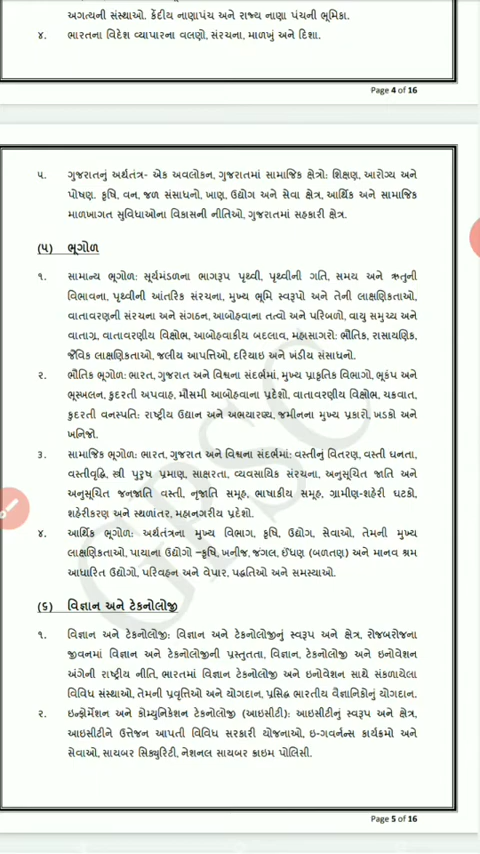 અગત્યની સંસ્થાઓ. કેંદીય નાણાપંચ અને રાજ્ય નાણા પંચની ભૂમિકા.
૪. ભારતના વિદેશ વ્યાપારના વલણો, સંરચના, માળખું અને દિશા.
Page 4 of 16
૫. ગુજરાતનું અર્થતંત્ર- એક અવલોકન, ગુજરાતમાં સામાજિક ક્ષેત્રો: શિક્ષણ, આરોગ્ય અને
પોષણ. કૃષિ, વન, જળ સંસાધનો, ખાણ, ઉદ્યોગ અને સેવા ક્ષેત્ર, આર્થિક અને સામાજિક
માળખાગત સુવિધાઓના વિકાસની નીતિઓ, ગુજરાતમાં સહકારી ક્ષેત્ર.
(૫) ભૂગોળ
૧. સામાન્ય ભૂગોળ: સૂર્યમંડળના ભાગરૂપ પૃથ્વી, પૃથ્વીની ગતિ, સમય અને ઋતુની
વિભાવના, પૃથ્વીની આંતરિક સંરચના, મુખ્ય ભૂમિ સ્વરૂપો અને તેની લાક્ષણિકતાઓ,
વાતાવરણની સંરચના અને સંગઠન, આબોહવાના તત્વો અને પરિબળો, વાયુ સમુચ્ય અને
વાતાગ્ર, વાતાવરણીય વિક્ષોભ, આબોહવાકીય બદલાવ, મહાસાગરો: ભૌતિક, રાસાયણિક,
જૈવિક લાક્ષણિકતાઓ, જલીય આપત્તિઓ, દરિયાઇ અને ખંડીય સંસાધનો.
૨. ભૌતિક ભૂગોળ: ભારત, ગુજરાત અને વિશ્વના સંદર્ભમાં, મુખ્ય પ્રાકૃતિક વિભાગો, ભૂકંપ અને
ભૂસ્ખલન, કુદરતી અપવાહ, મૌસમી આબોહવાના પ્રદેશો, વાતાવરણીય વિક્ષોભ, ચક્રવાત,
કુદરતી વનસ્પતિ: રાષ્ટ્રીય ઉદ્યાન અને અભયારણ્ય, જમીનના મુખ્ય પ્રકારો, ખડકો અને
ખનિજો.
૩. સામાજિક ભૂગોળ: ભારત, ગુજરાત અને વિશ્વના સંદર્ભમાં: વસ્તીનું વિતરણ, વસ્તી ઘનતા,
વસ્તીવૃદ્ધિ, સ્ત્રી પુરુષ પ્રમાણ, સાક્ષરતા, વ્યવસાયિક સંરચના, અનુસૂચિત જાતિ અને
અનુસૂચિત જનજાતિ વસ્તી, નૃજાતિ સમૂહ, ભાષાકીય સમૂહ, ગ્રામીણ-શહેરી ઘટકો,
શહેરીકરણ અને સ્થળાંતર, મહાનગરીય પ્રદેશો.
૪. આર્થિક ભૂગોળ: અર્થતંત્રના મુખ્ય વિભાગ, કૃષિ, ઉદ્યોગ, સેવાઓ, તેમની મુખ્ય
લાક્ષણિકતાઓ, પાયાના ઉદ્યોગો –કૃષિ, ખનીજ, જંગલ, ઈંધણ (બળતણ) અને માનવ શ્રમ
આધારિત ઉદ્યોગો, પરિવહન અને વેપાર, પદ્ધતિઓ અને સમસ્યાઓ.
(૬) વિજ્ઞાન અને ટેકનોલોજી
૧. વિજ્ઞાન અને ટેકનોલોજી: વિજ્ઞાન અને ટેકનોલોજીનું સ્વરૂપ અને ક્ષેત્ર, રોજબરોજના
જીવનમાં વિજ્ઞાન અને ટેકનોલોજીની પ્રસ્તુતતા, વિજ્ઞાન, ટેકનોલોજી અને ઇનોવેશન
અંગેની રાષ્ટ્રીય નીતિ, ભારતમાં વિજ્ઞાન ટેકનોલોજી અને ઇનોવેશન સાથે સંકળાયેલા
વિવિધ સંસ્થાઓ, તેમની પ્રવૃત્તિઓ અને યોગદાન, પ્રસિદ્ધ ભારતીય વૈજ્ઞાનિકોનું યોગદાન.
૨. ઇન્ફોર્મેશન અને કોમ્યુનિકેશન ટેકનોલોજી (આઇસીટી): આઇસીટીનું સ્વરૂપ અને ક્ષેત્ર,
આઇસીટીને ઉત્તેજન આપતી વિવિધ સરકારી યોજનાઓ, ઇ-ગવર્નન્સ કાર્યક્રમો અને
સેવાઓ, સાયબર સિક્યુરિટી, નેશનલ સાયબર ક્રાઇમ પોલિસી.
Page 5 of 16
GPSC